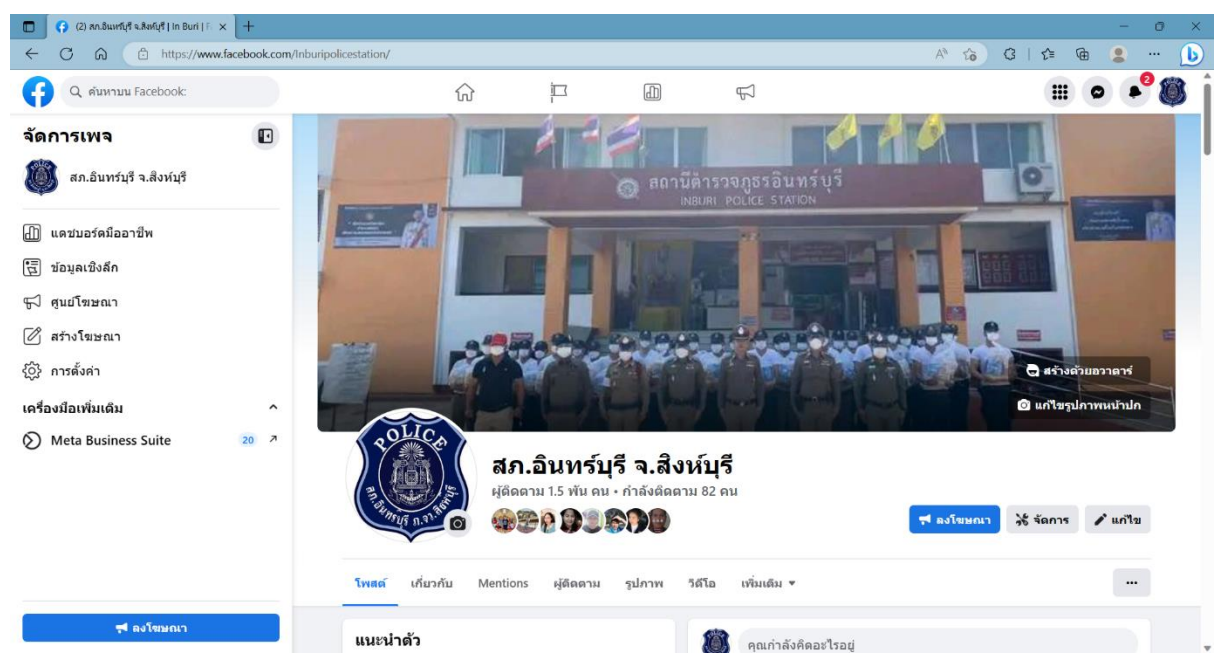 (2) สภ.อินทร์บุรี จ.สิงห์บุรี | In Buri | F
https://www.facebook.com/Inburipolicestation/
ค้นหาบน Facebook
2
จัดการเพจ
สภ.อินทร์บุรี จ.สิงห์บุรี
แดชบอร์ดมืออาชีพ
ข้อมูลเชิงลึก
ศูนย์โฆษณา
สร้างโฆษณา
การตั้งค่า
เครื่องมือเพิ่มเติม
Meta Business Suite
20
ลงโฆษณา
สถานีตำรวจภูธรอินทร์บุรี
INBURI POLICE STATION
สร้างด้วยอวาตาร์
แก้ไขรูปภาพหน้าปก
POLICE
สภ.อินทร์บุรี ภ.จว.สิงห์บุรี
สภ.อินทร์บุรี จ.สิงห์บุรี
ผู้ติดตาม 1.5 พัน คน • กำลังติดตาม 82 คน
ลงโฆษณา
จัดการ
แก้ไข
โพสต์ เกี่ยวกับ Mentions ผู้ติดตาม รูปภาพ วิดีโอ เพิ่มเติม
แนะนำตัว
คุณกำลังคิดอะไรอยู่